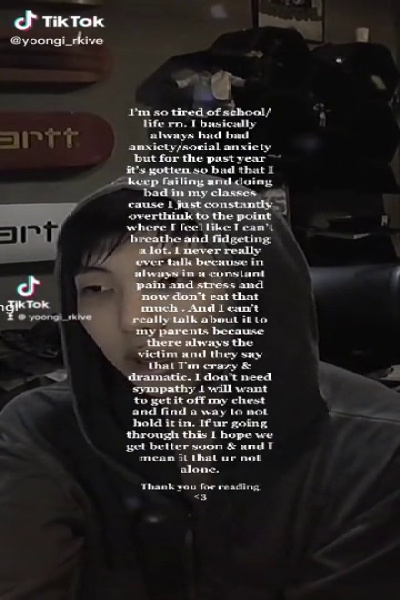 TikTok
@yoongi_rkive
artt
art
I'm so tired of school/
life rn. I basically
always had bad
anxiety/social anxiety
but for the past year
it's gotten so bad that I
keep failing and doing
bad in my classes
cause I just constantly
overthink to the point
where I feel like I can't
breathe and fidgeting
a lot. I never really
ever talk because in
always in a constant
pain and stress and
now don't eat that
much . And I can't
really talk about it to
my parents because
there always the
victim and they say
that I'm crazy &
dramatic. I don't need
sympathy I will want
to get it off my chest
and find a way to not
hold it in. If ur going
through this I hope we
get better soon & and I
mean it that ur not
alone.
Thank you for reading
<3
TikTok
@yoongi_rkive